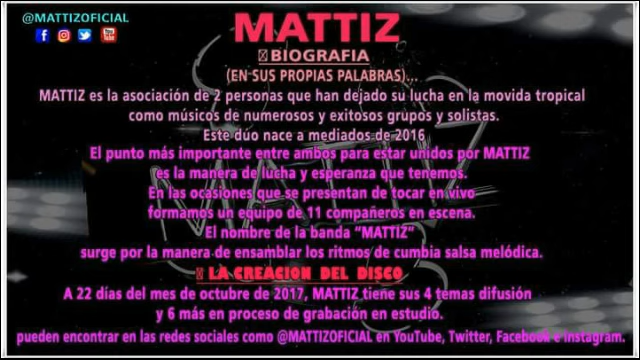 @MATTIZOFICIAL
MATTIZ
BIOGRAFIA
(EN SUS PROPIAS PALABRAS)...
MATTIZ es la asociación de 2 personas que han dejado su lucha en la movida tropical
como músicos de numerosos y exitosos grupos y solistas.
Este dúo nace a mediados de 2016
El punto más importante entre ambos para estar unidos por MATTIZ
es la manera de lucha y esperanza que tenemos.
En las ocasiones que se presentan de tocar en vivo
formamos un equipo de 11 compañeros en escena.
El nombre de la banda “MATTIZ”
surge por la manera de ensamblar los ritmos de cumbia salsa melódica.
LA CREACION DEL DISCO
A 22 días del mes de octubre de 2017, MATTIZ tiene sus 4 temas difusión
y 6 más en proceso de grabación en estudio.
pueden encontrar en las redes sociales como @MATTIZOFICIAL en YouTube, Twitter, Facebook e instagram.